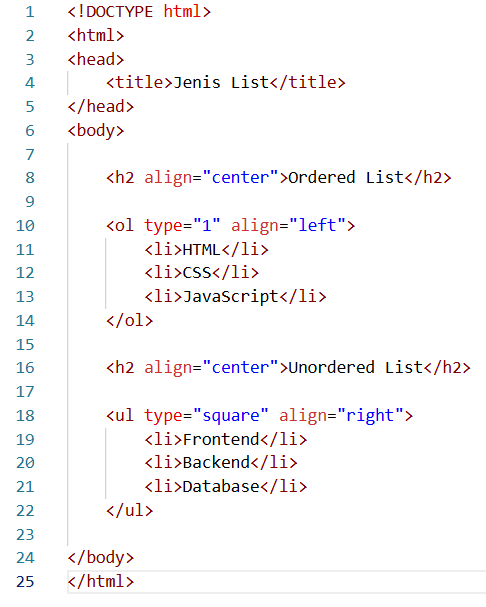 1 <!DOCTYPE html>
2 <html>
3 <head>
4 <title>Jenis List</title>
5 </head>
6 <body>
7
8 <h2 align="center">Ordered List</h2>
9
10 <ol type="1" align="left">
11 <li>HTML</li>
12 <li>CSS</li>
13 <li>JavaScript</li>
14 </ol>
15
16 <h2 align="center">Unordered List</h2>
17
18 <ul type="square" align="right">
19 <li>Frontend</li>
20 <li>Backend</li>
21 <li>Database</li>
22 </ul>
23
24 </body>
25 </html>